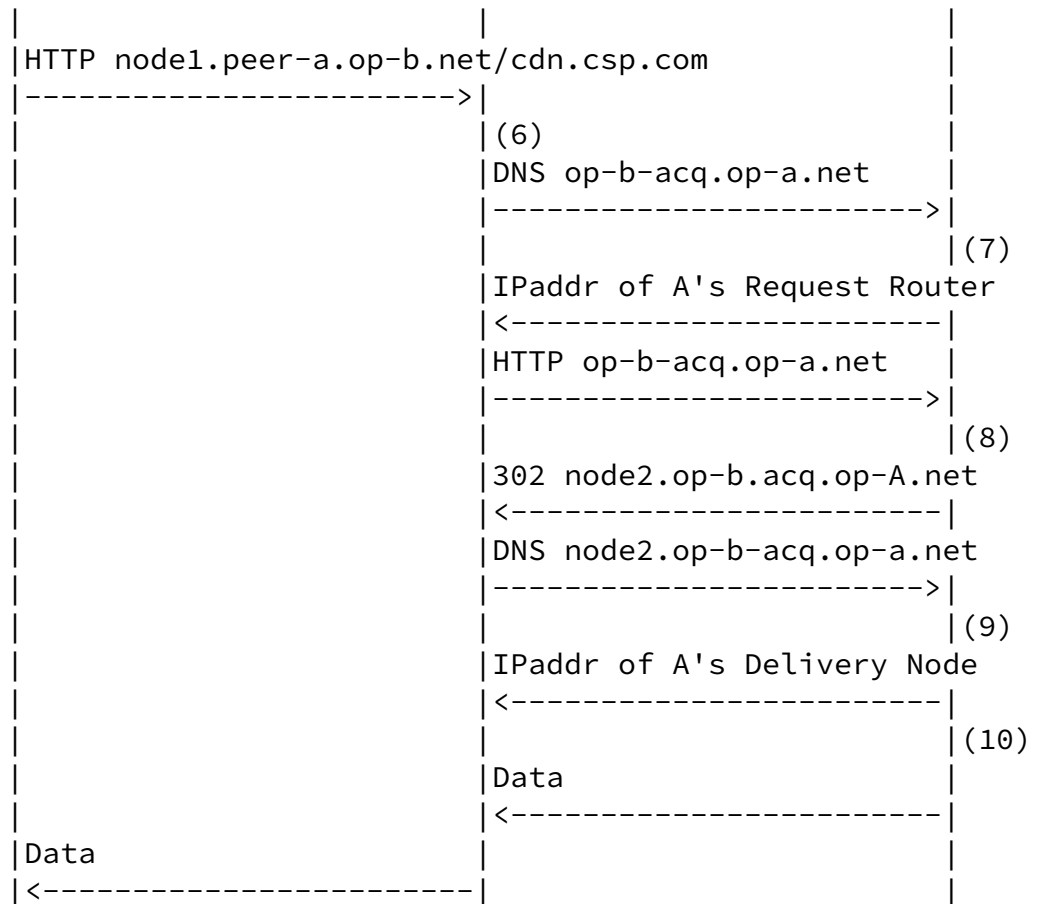 HTTP node1.peer-a.op-b.net/cdn.csp.com
(6)
DNS op-b-acq.op-a.net
(7)
IPaddr of A's Request Router
HTTP op-b-acq.op-a.net
(8)
302 node2.op-b.acq.op-A.net
DNS node2.op-b-acq.op-a.net
(9)
IPaddr of A's Delivery Node
(10)
Data
Data